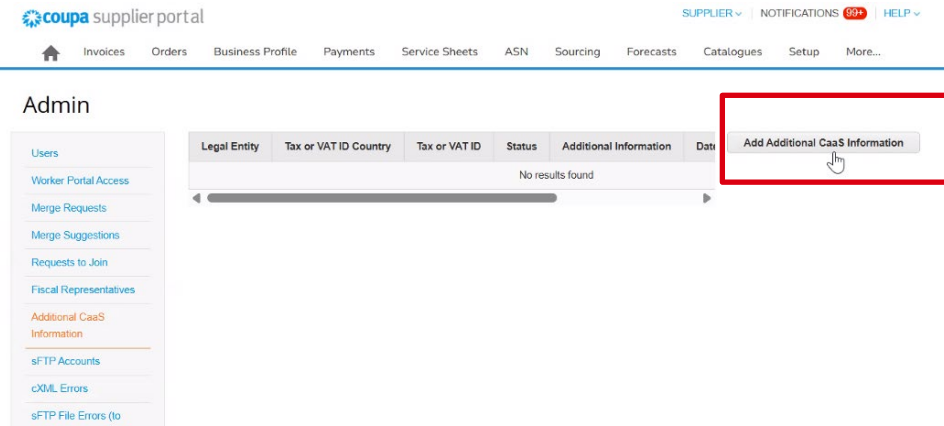 coupa supplier portal
SUPPLIER NOTIFICATIONS 99+ HELP
Invoices Orders Business Profile Payments Service Sheets ASN Sourcing Forecasts Catalogues Setup More...
Admin
Users
Worker Portal Access
Merge Requests
Merge Suggestions
Requests to Join
Fiscal Representatives
Additional CaaS
Information
sFTP Accounts
cXML Errors
sFTP File Errors (to
Legal Entity Tax or VAT ID Country Tax or VAT ID Status Additional Information Date
No results found
Add Additional CaaS Information